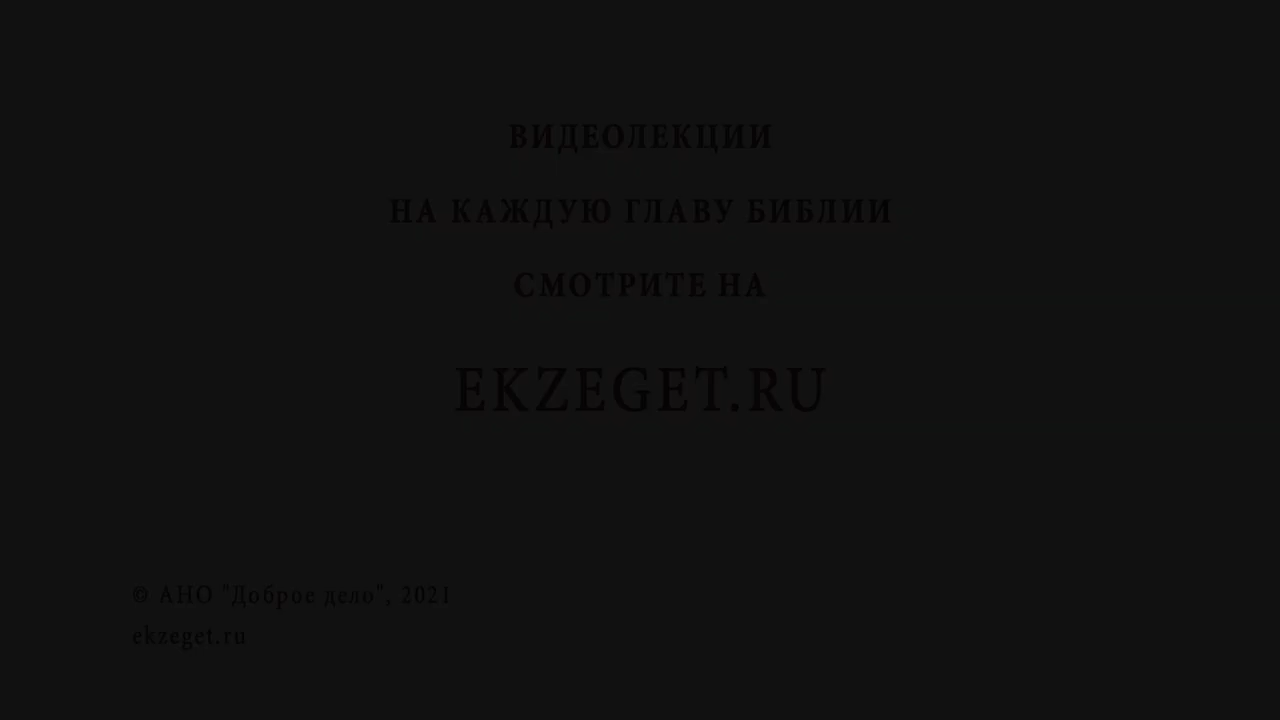 ВИДЕОЛЕКЦИИ
НА КАЖДУЮ ГЛАВУ БИБЛИИ
СМОТРИТЕ НА
EKZEGET.RU
© АНО "Доброе дело", 2021
ekzeget.ru